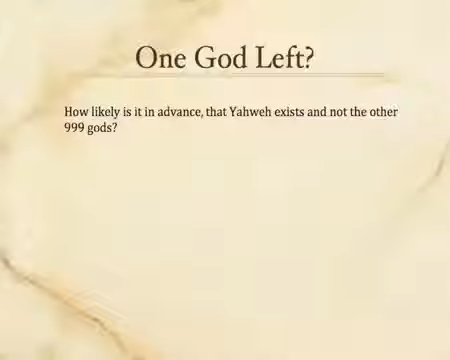 One God Left?
How likely is it in advance, that Yahweh exists and not the other
999 gods?